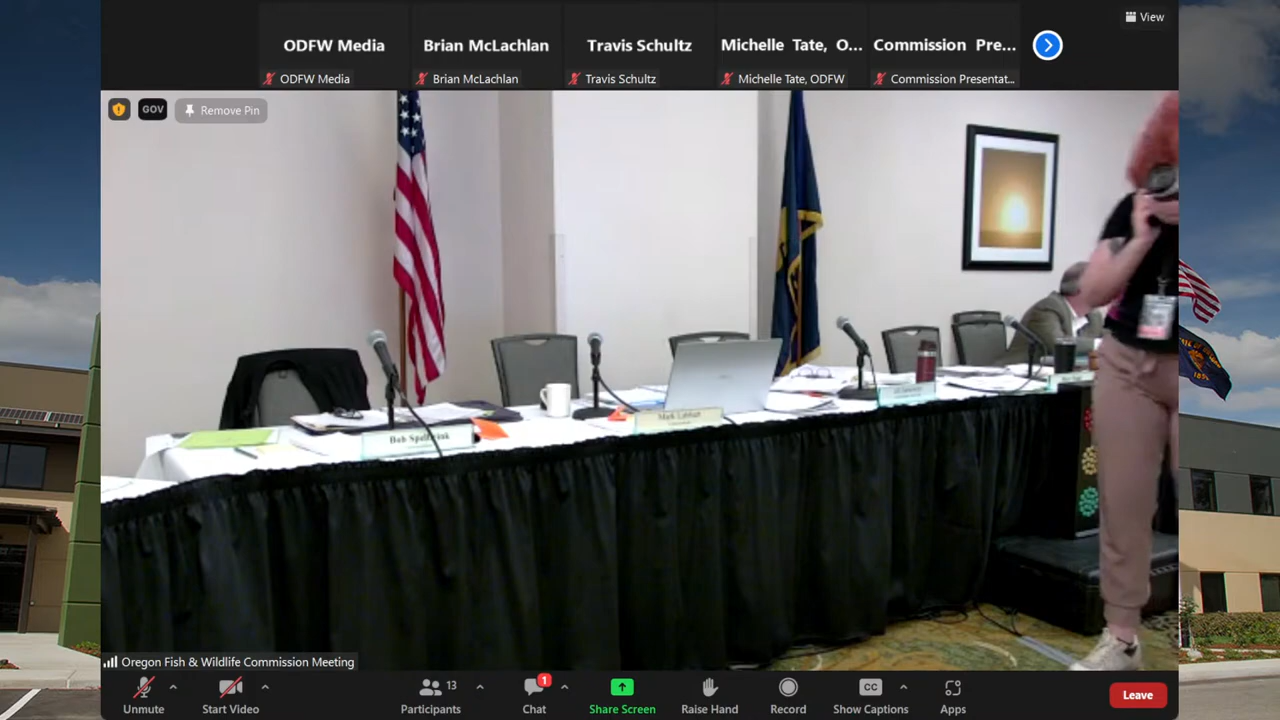 View
ODFW Media
Brian McLachlan
Travis Schultz
Michelle Tate, O...
Commission Pre...
ODFW Media
Brian McLachlan
Travis Schultz
Michelle Tate, ODFW
Commission Presentat...
GOV
Remove Pin
Bob Spelbrink
Mark Labhart
Oregon Fish & Wildlife Commission Meeting
13
1
CC
Unmute
Start Video
Participants
Chat
Share Screen
Raise Hand
Record
Show Captions
Apps
Leave